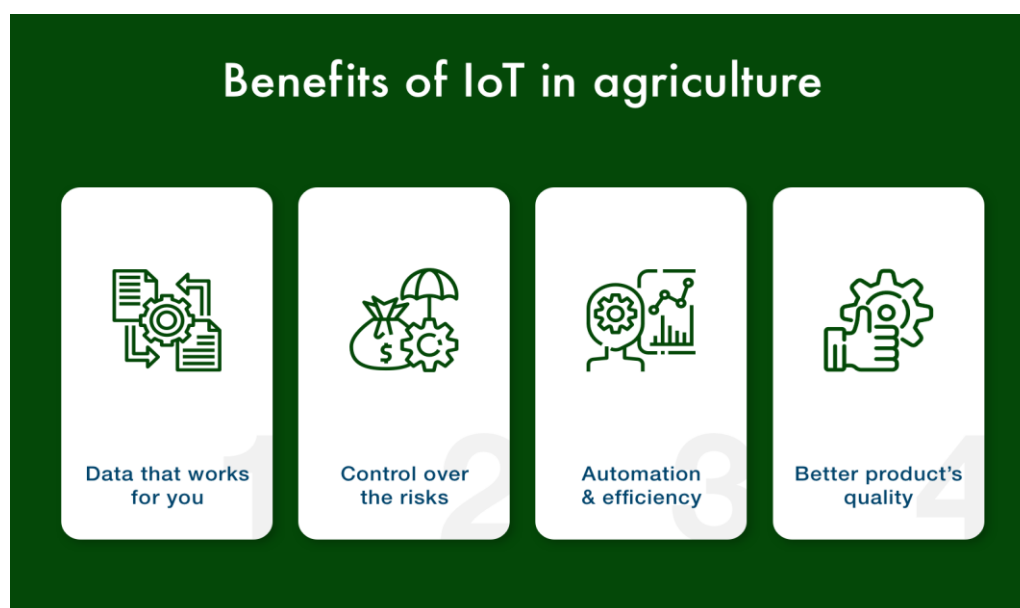 Benefits of IoT in agriculture
1
Data that works
for you
2
Control over
the risks
$
3
Automation
& efficiency
4
Better product's
quality